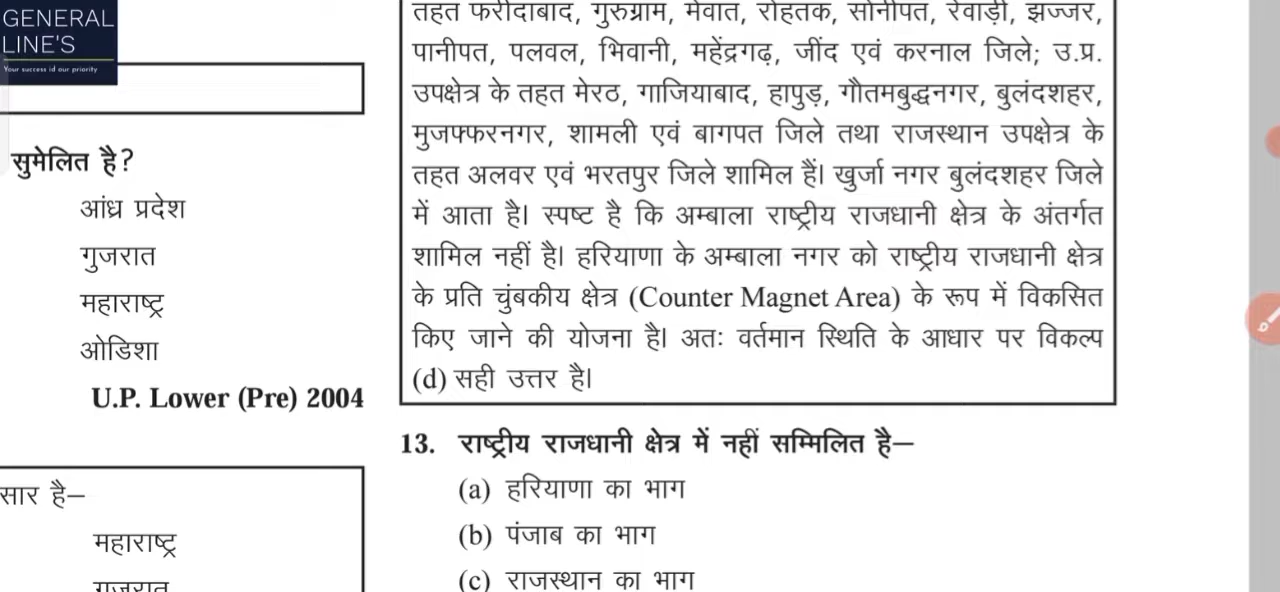 GENERAL
LINE'S
Your success id our priority
सुमेलित है?
आंध्र प्रदेश
गुजरात
महाराष्ट्र
ओडिशा
U.P. Lower (Pre) 2004
सार है–
महाराष्ट्र
गुजरात
तहत फरीदाबाद, गुरुग्राम, मेवात, रोहतक, सोनीपत, रेवाड़ी, झज्जर,
पानीपत, पलवल, भिवानी, महेंद्रगढ़, जींद एवं करनाल जिले; उ.प्र.
उपक्षेत्र के तहत मेरठ, गाजियाबाद, हापुड़, गौतमबुद्धनगर, बुलंदशहर,
मुजफ्फरनगर, शामली एवं बागपत जिले तथा राजस्थान उपक्षेत्र के
तहत अलवर एवं भरतपुर जिले शामिल हैं। खुर्जा नगर बुलंदशहर जिले
में आता है। स्पष्ट है कि अम्बाला राष्ट्रीय राजधानी क्षेत्र के अंतर्गत
शामिल नहीं है। हरियाणा के अम्बाला नगर को राष्ट्रीय राजधानी क्षेत्र
के प्रति चुंबकीय क्षेत्र (Counter Magnet Area) के रूप में विकसित
किए जाने की योजना है। अतः वर्तमान स्थिति के आधार पर विकल्प
(d) सही उत्तर है।
13. राष्ट्रीय राजधानी क्षेत्र में नहीं सम्मिलित है–
(a) हरियाणा का भाग
(b) पंजाब का भाग
(c) राजस्थान का भाग